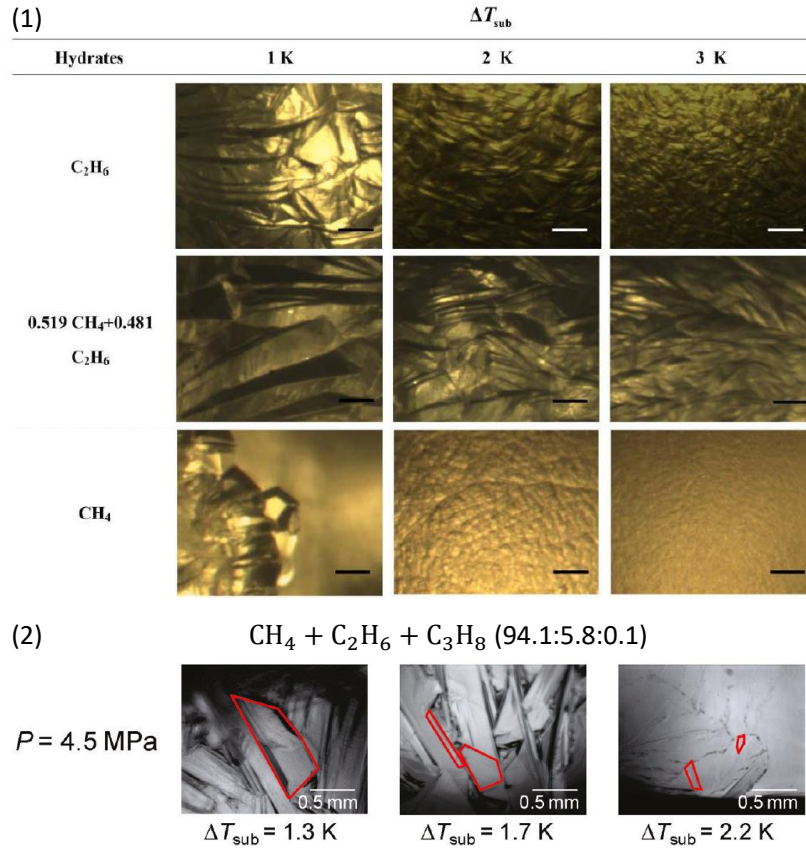 (1)
ΔT_sub
Hydrates 1 K 2 K 3 K
C₂H₆
0.519 CH₄+0.481
C₂H₆
CH₄
(2) CH₄ + C₂H₆ + C₃H₈ (94.1:5.8:0.1)
P = 4.5 MPa
0.5 mm 0.5 mm 0.5 mm
ΔT_sub = 1.3 K ΔT_sub = 1.7 K ΔT_sub = 2.2 K